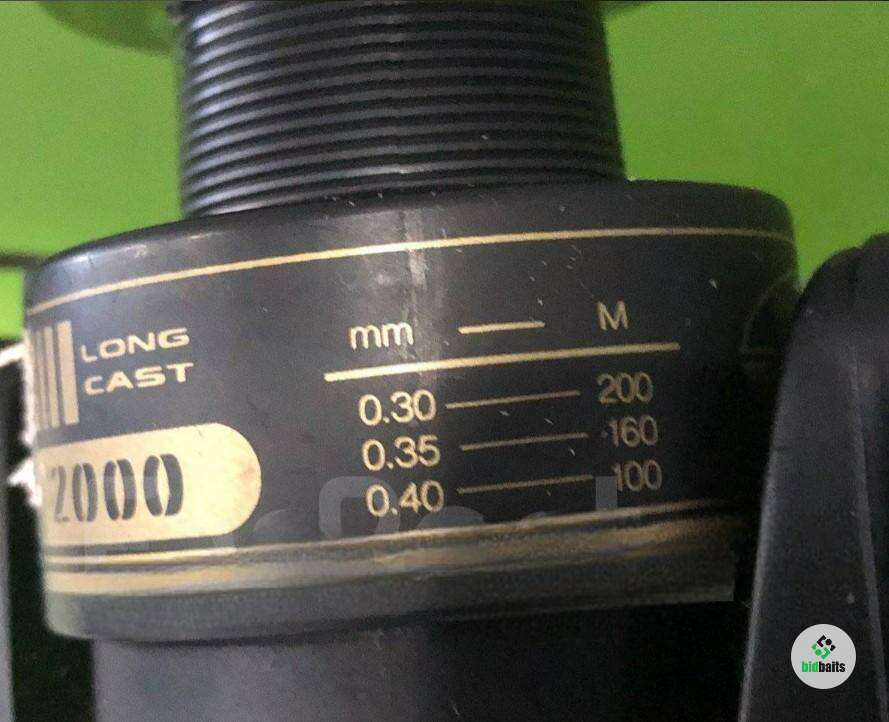 LONG
CAST
2000
mm — M
0.30 — 200
0.35 — 160
0.40 — 100
bidbaits